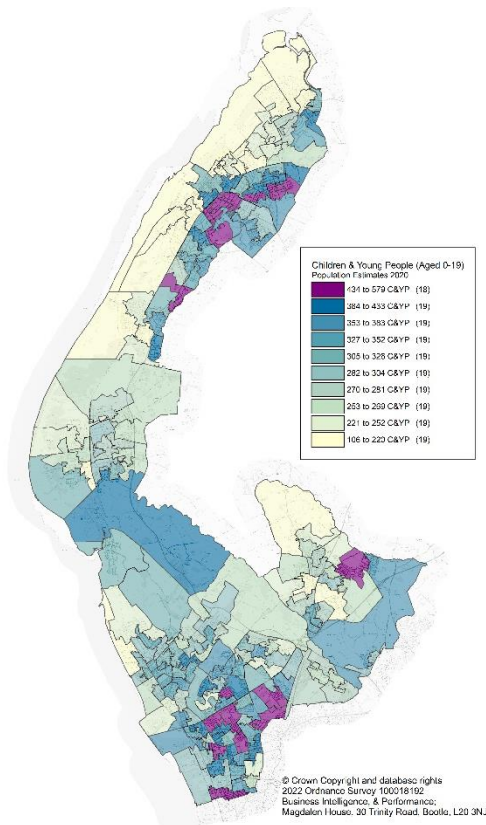 Children & Young People (Aged 0-19)
Population Estimates 2020
434 to 579 C&YP (18)
384 to 433 C&YP (19)
353 to 383 C&YP (19)
327 to 352 C&YP (19)
305 to 326 C&YP (19)
282 to 304 C&YP (19)
270 to 281 C&YP (19)
253 to 269 C&YP (19)
221 to 252 C&YP (19)
106 to 220 C&YP (19)
© Crown Copyright and database rights
2022 Ordnance Survey 100018192
Business Intelligence, & Performance;
Magdalen House, 30 Trinity Road, Bootle, L20 3NJ